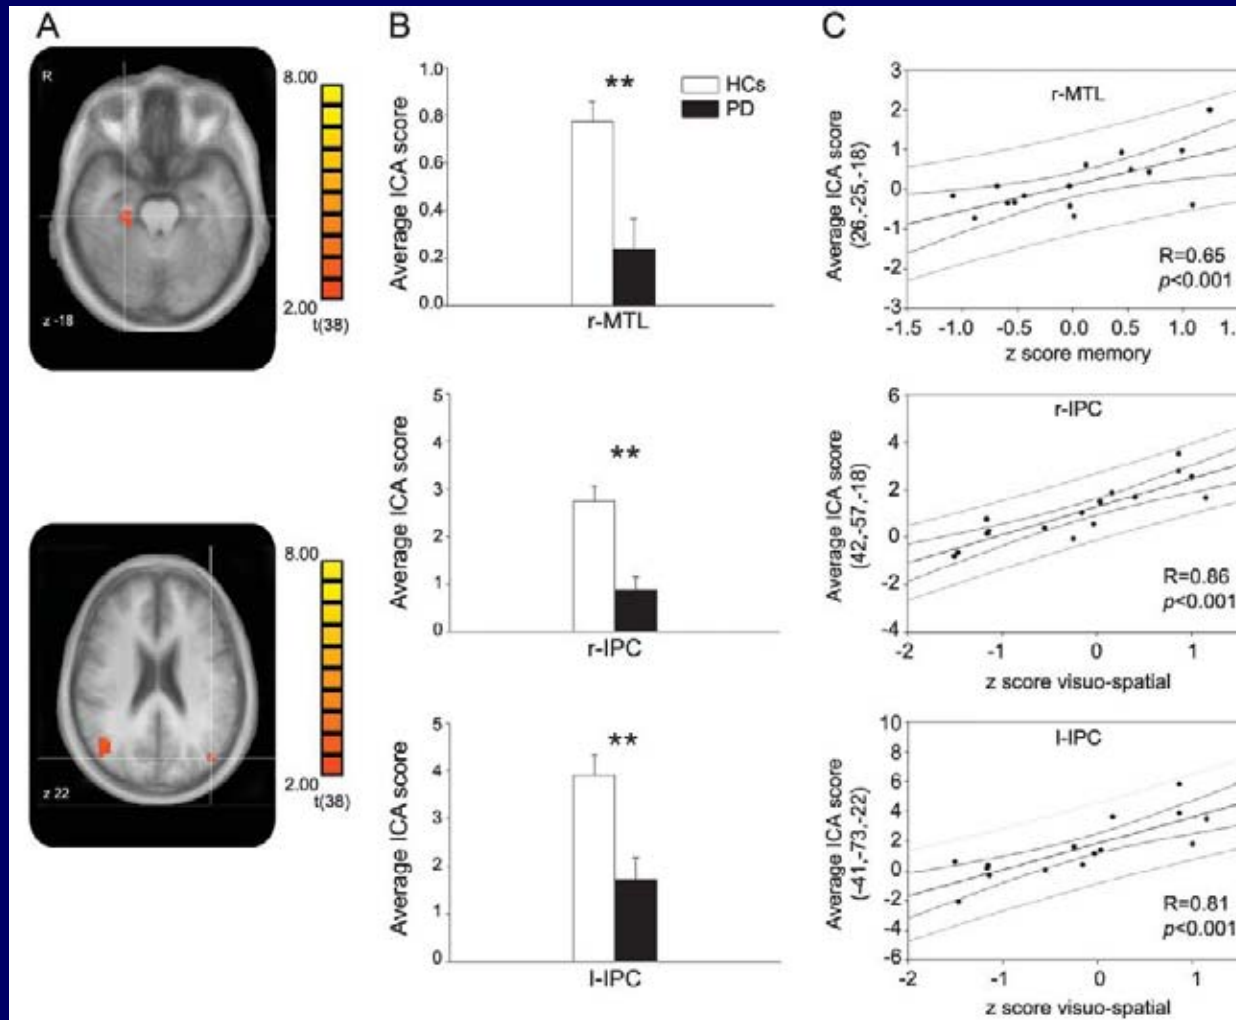 A
R
z -18
8.00
2.00
t(38)
z 22
8.00
2.00
t(38)
B
HCs
PD
**
Average ICA score
1.0
0.8
0.6
0.4
0.2
0.0
r-MTL
**
Average ICA score
5
4
3
2
1
0
r-IPC
**
Average ICA score
5
4
3
2
1
0
l-IPC
C
r-MTL
Average ICA score
(26,-25,-18)
3
2
1
0
-1
-2
-3
R=0.65
p<0.001
-1.5 -1.0 -0.5 0.0 0.5 1.0
z score memory
r-IPC
Average ICA score
(42,-57,-18)
6
4
2
0
-2
-4
R=0.86
p<0.001
-2 -1 0 1
z score visuo-spatial
l-IPC
Average ICA score
(-41,-73,-22)
10
8
6
4
2
0
-2
-4
-6
R=0.81
p<0.001
-2 -1 0 1
z score visuo-spatial